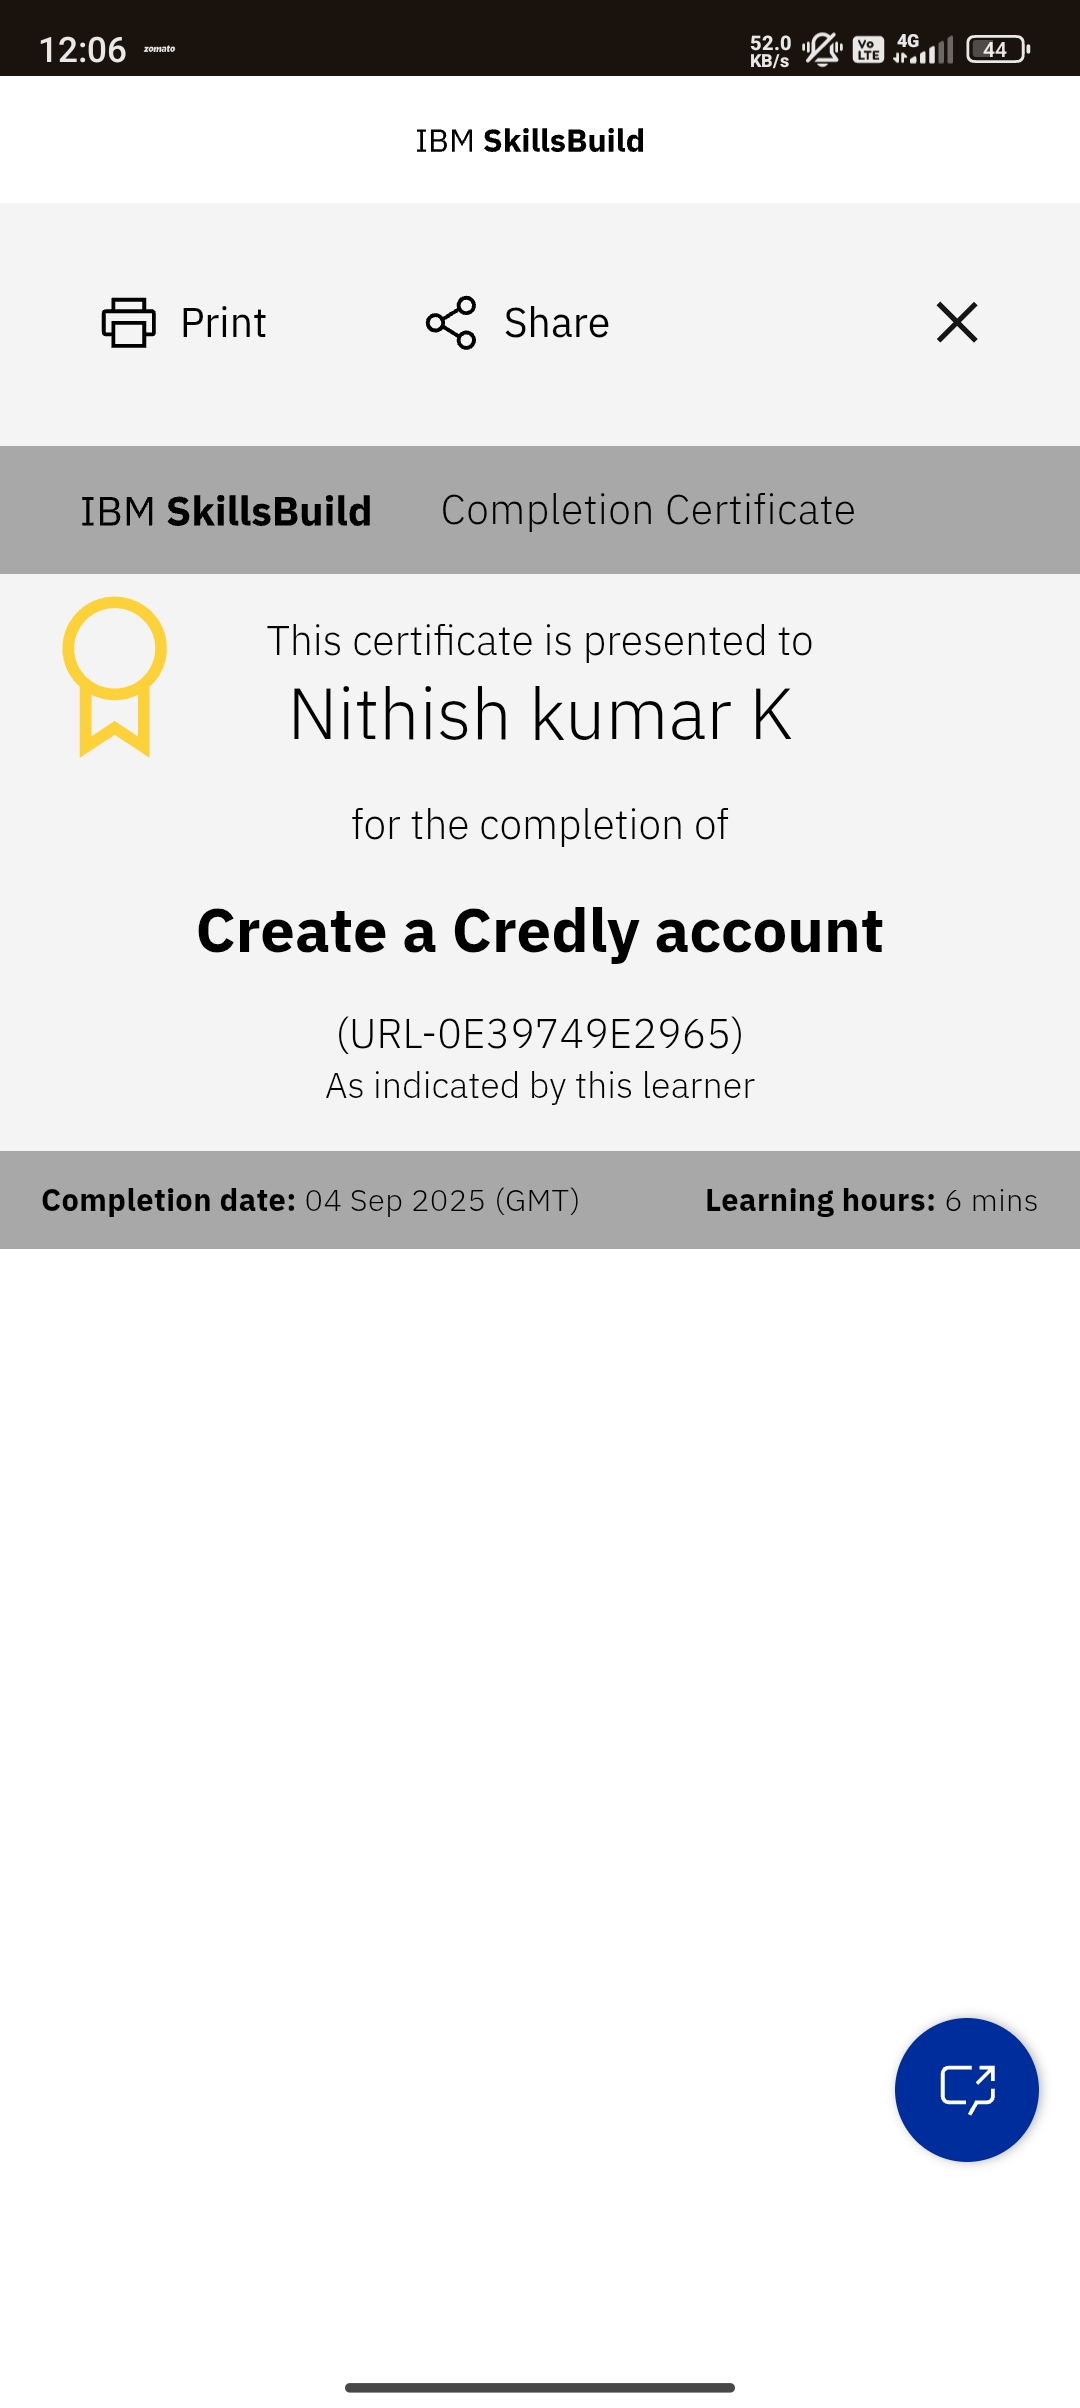 12:06 zomato 52.0 KB/s Vo LTE 4G 44
IBM SkillsBuild
Print Share
IBM SkillsBuild Completion Certificate
This certificate is presented to
Nithish kumar K
for the completion of
Create a Credly account
(URL-0E39749E2965)
As indicated by this learner
Completion date: 04 Sep 2025 (GMT) Learning hours: 6 mins